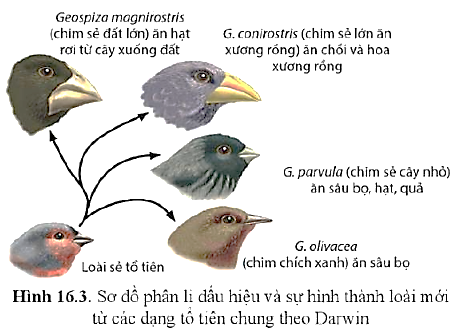 Geospiza magnirostris
(chim sẻ đất lớn) ăn hạt
rơi từ cây xuống đất
G. conirostris (chim sẻ lớn ăn
xương rồng) ăn chồi và hoa
xương rồng
G. parvula (chim sẻ cây nhỏ)
ăn sâu bọ, hạt, quả
G. olivacea
(chim chích xanh) ăn sâu bọ
Loài sẻ tổ tiên
Hình 16.3. Sơ đồ phân li dấu hiệu và sự hình thành loài mới
từ các dạng tổ tiên chung theo Darwin